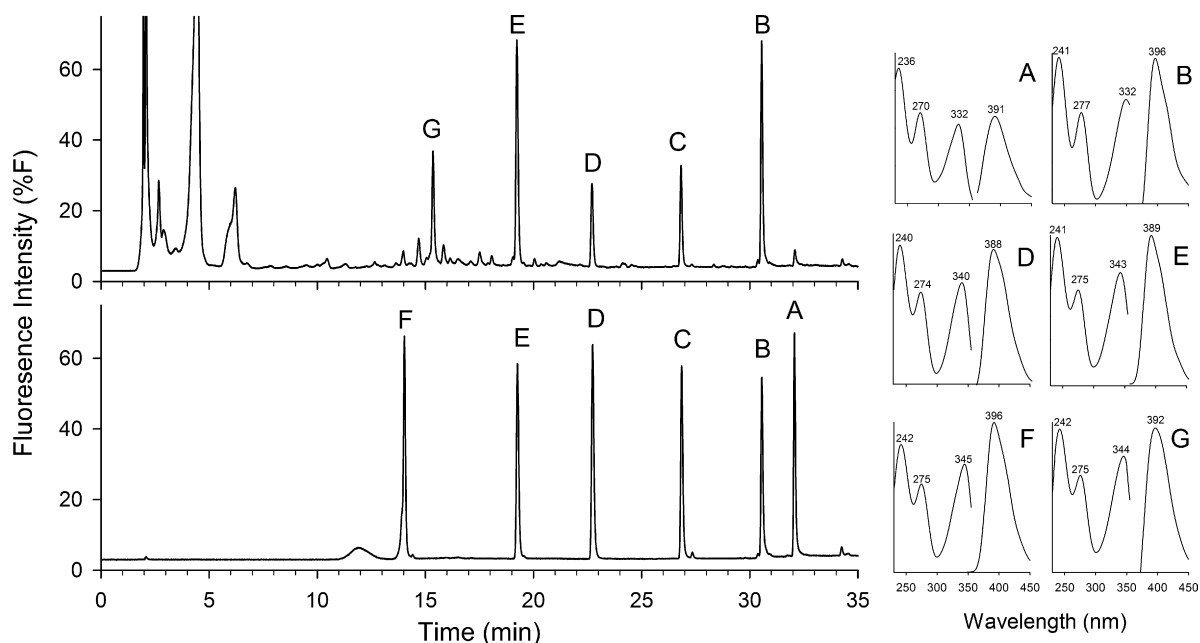 Fluoresence Intensity (%F)
60
40
20
0
G
E
D
C
B
60
40
20
0
F
E
D
C
B
A
0
5
10
15
20
25
30
35
Time (min)
236
270
332
391
A
241
277
332
396
B
240
274
340
388
D
241
275
343
389
E
242
275
345
396
F
242
275
344
392
G
250 300 350 400 450
250 300 350 400 450
Wavelength (nm)